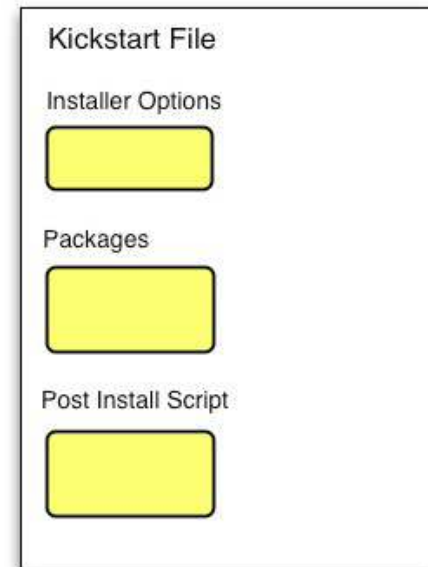 Kickstart File
Installer Options
Packages
Post Install Script